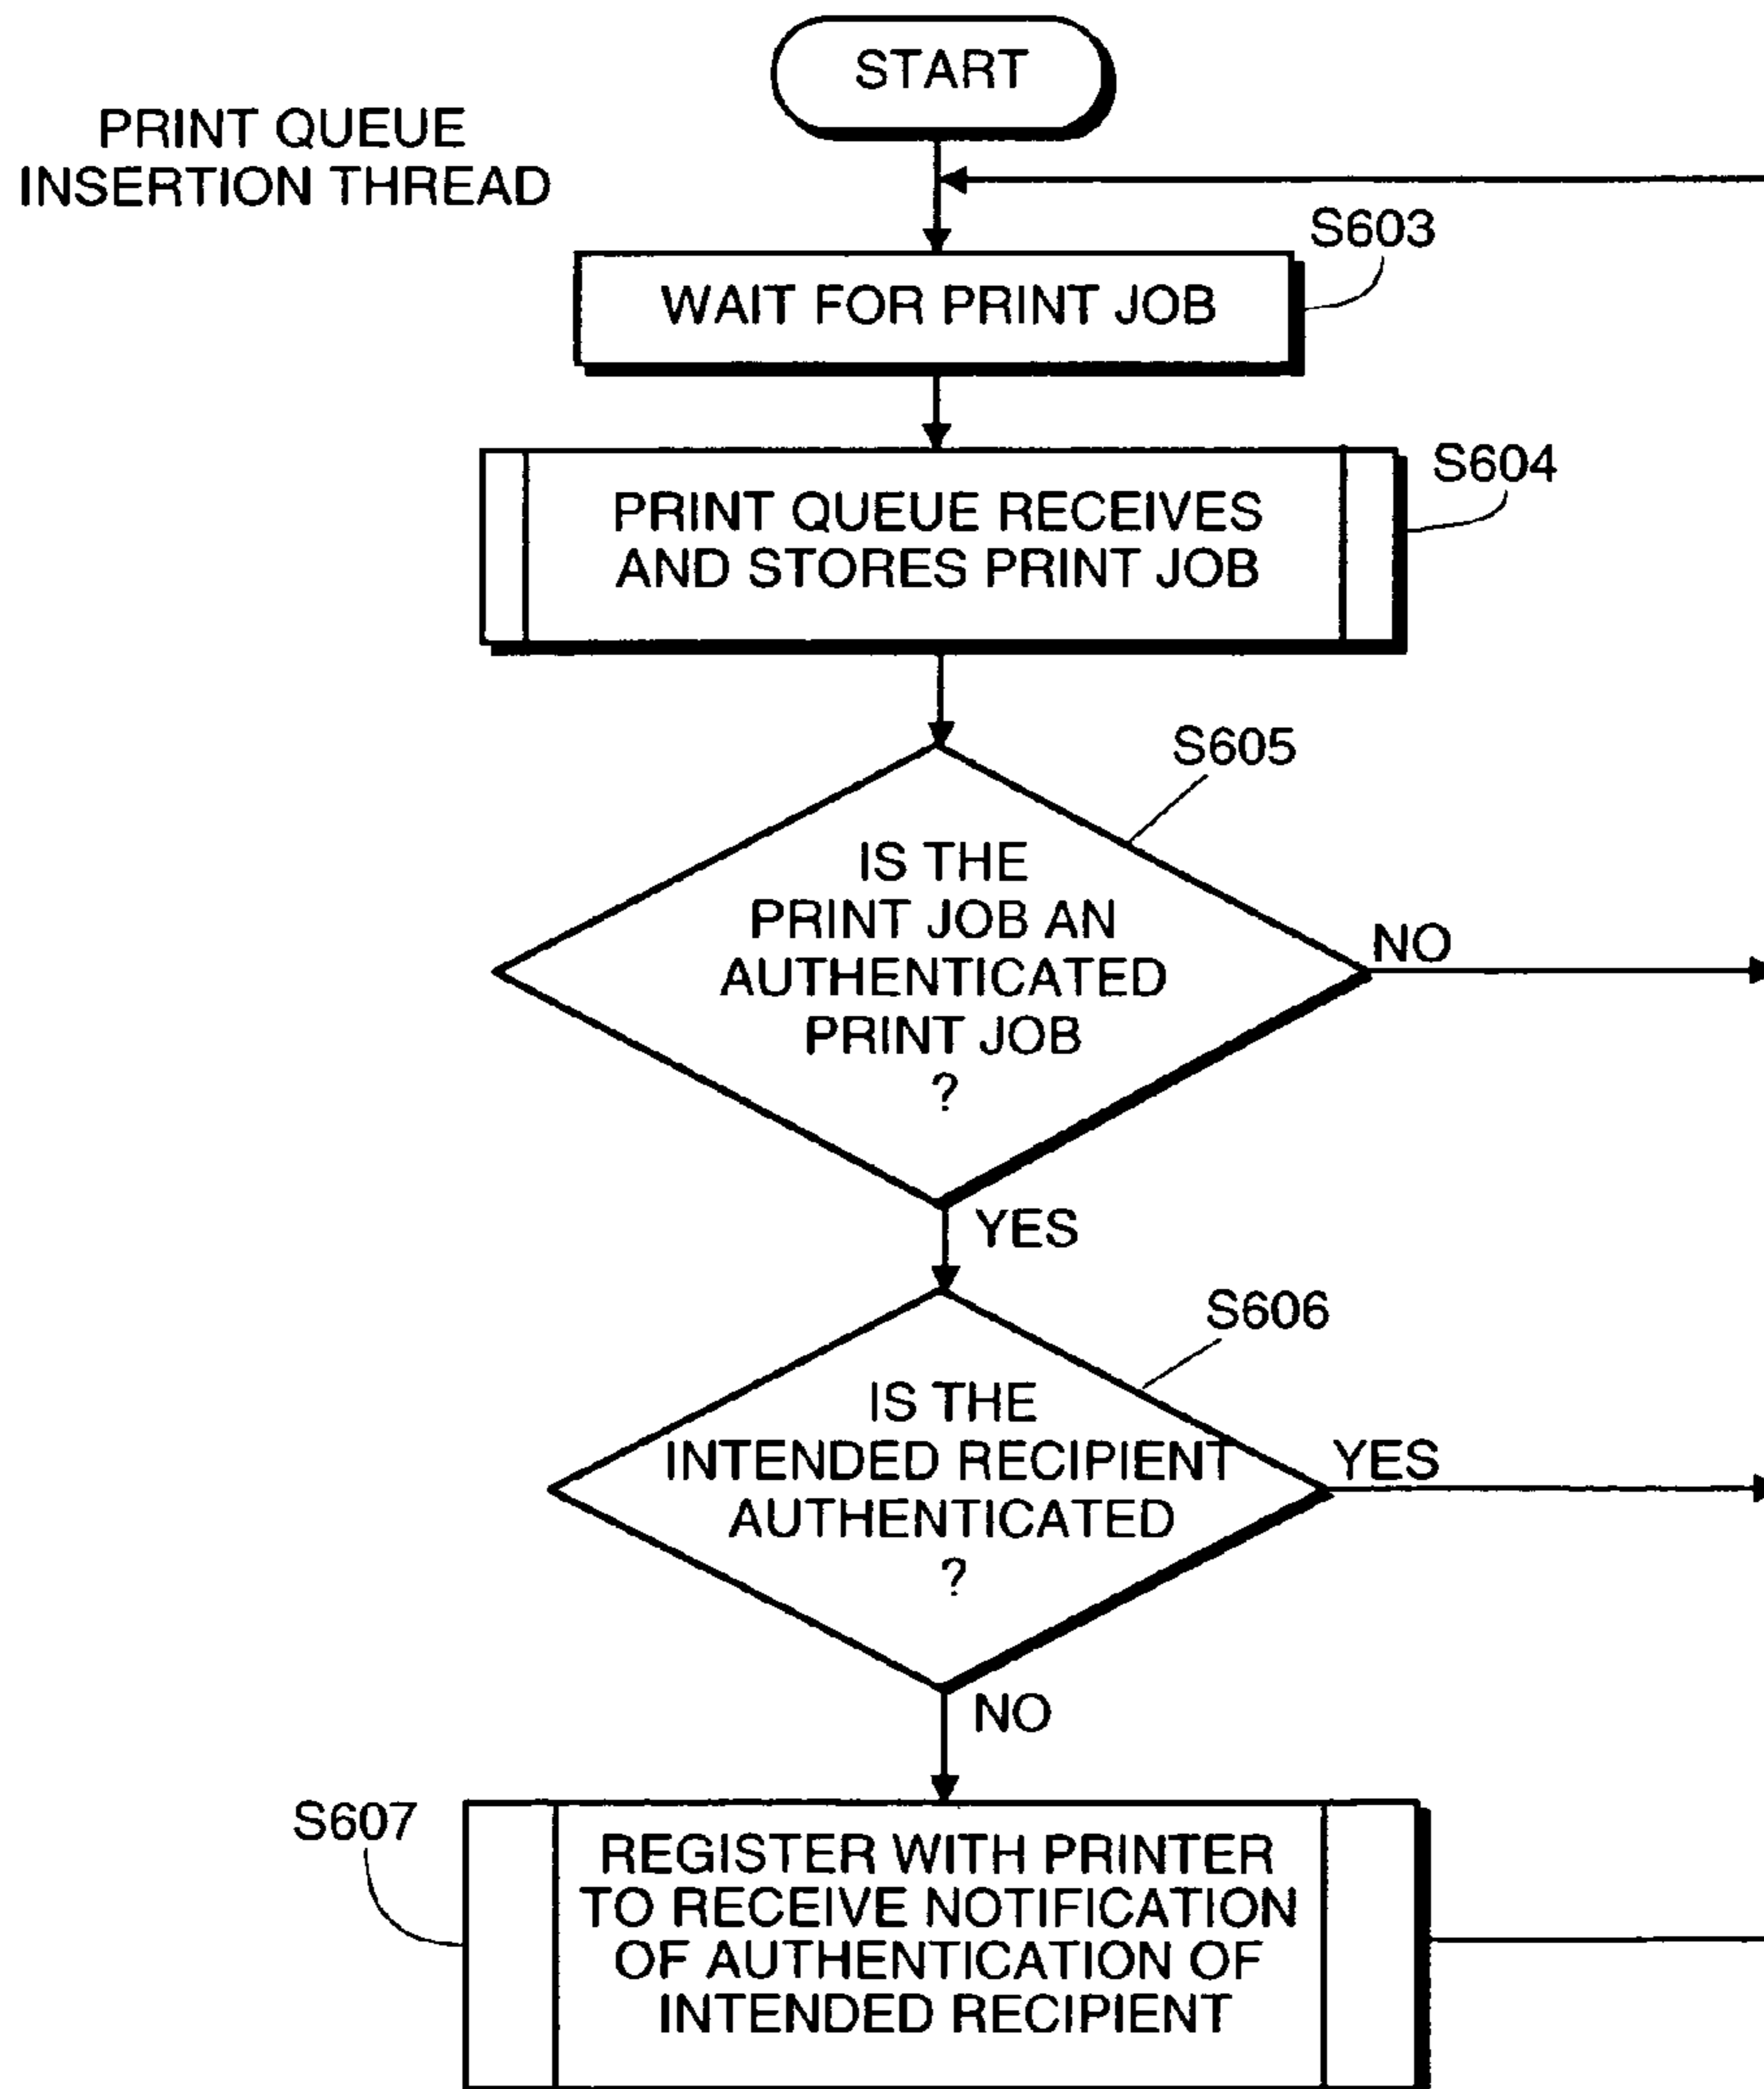 START
PRINT QUEUE
INSERTION THREAD
S603
WAIT FOR PRINT JOB
S604
PRINT QUEUE RECEIVES
AND STORES PRINT JOB
S605
IS THE
PRINT JOB AN
AUTHENTICATED
PRINT JOB
?
NO
YES
S606
IS THE
INTENDED RECIPIENT
AUTHENTICATED
?
YES
NO
S607
REGISTER WITH PRINTER
TO RECEIVE NOTIFICATION
OF AUTHENTICATION OF
INTENDED RECIPIENT